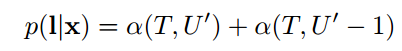 p(l|x) = α(T, U′) + α(T, U′ − 1)